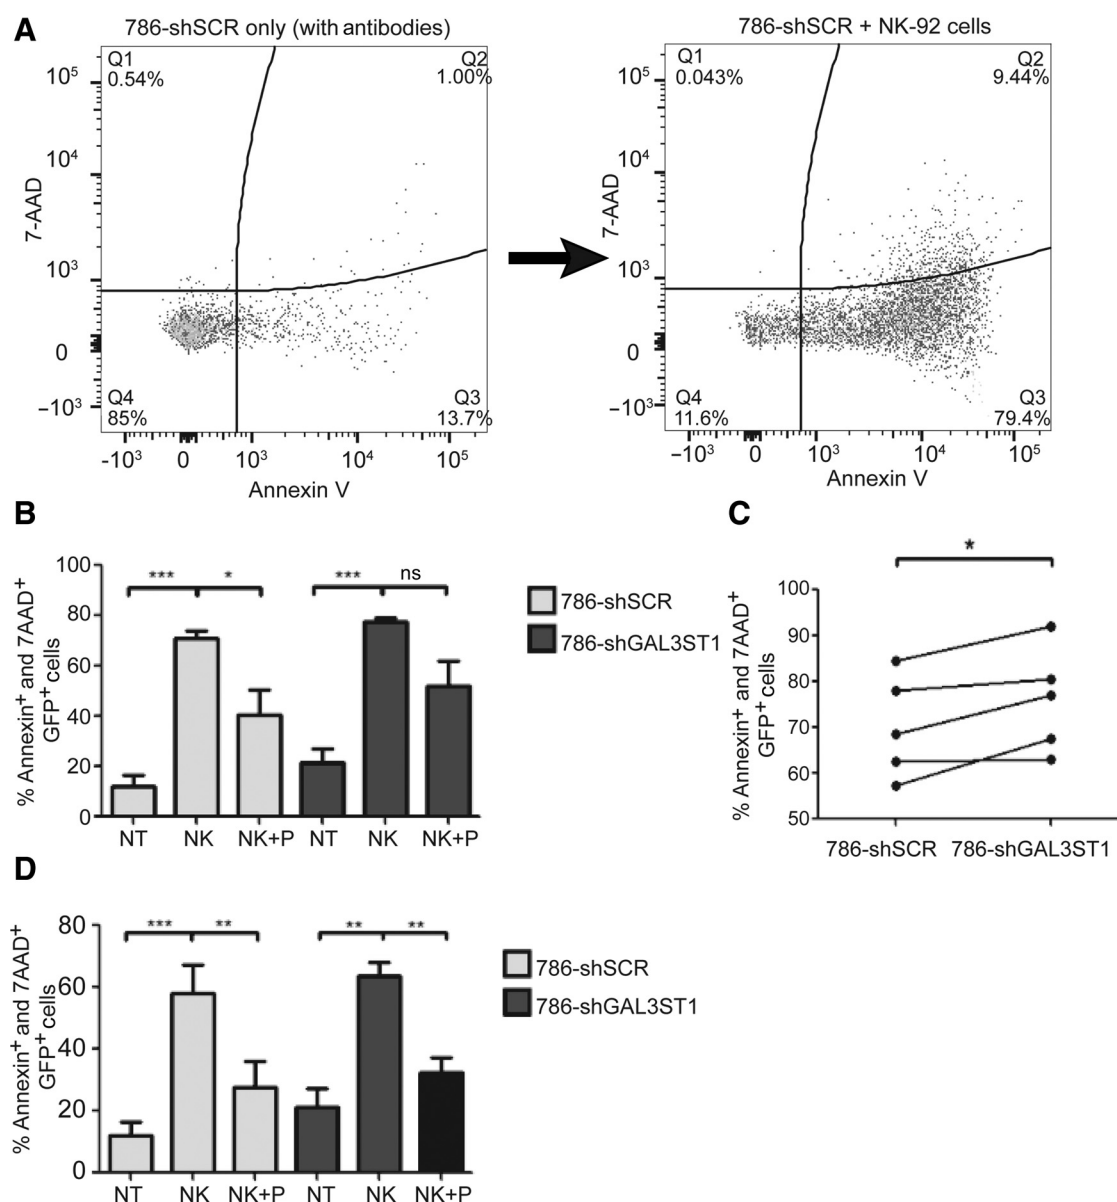 A
786-shSCR only (with antibodies)
Q1
0.54%
Q2
1.00%
10⁵
10⁴
10³
0
−10³
7-AAD
Q4
85%
Q3
13.7%
-10³ 0 10³ 10⁴ 10⁵
Annexin V
786-shSCR + NK-92 cells
Q1
0.043%
Q2
9.44%
10⁵
10⁴
10³
0
−10³
7-AAD
Q4
11.6%
Q3
79.4%
−10³ 0 10³ 10⁴ 10⁵
Annexin V
B
% Annexin⁺ and 7AAD⁺
GFP⁺ cells
100
80
60
40
20
0
*** * *** ns
NT NK NK+P NT NK NK+P
786-shSCR
786-shGAL3ST1
C
*
% Annexin⁺ and 7AAD⁺
GFP⁺ cells
100
90
80
70
60
50
786-shSCR 786-shGAL3ST1
D
% Annexin⁺ and 7AAD⁺
GFP⁺ cells
80
60
40
20
0
*** ** ** **
NT NK NK+P NT NK NK+P
786-shSCR
786-shGAL3ST1